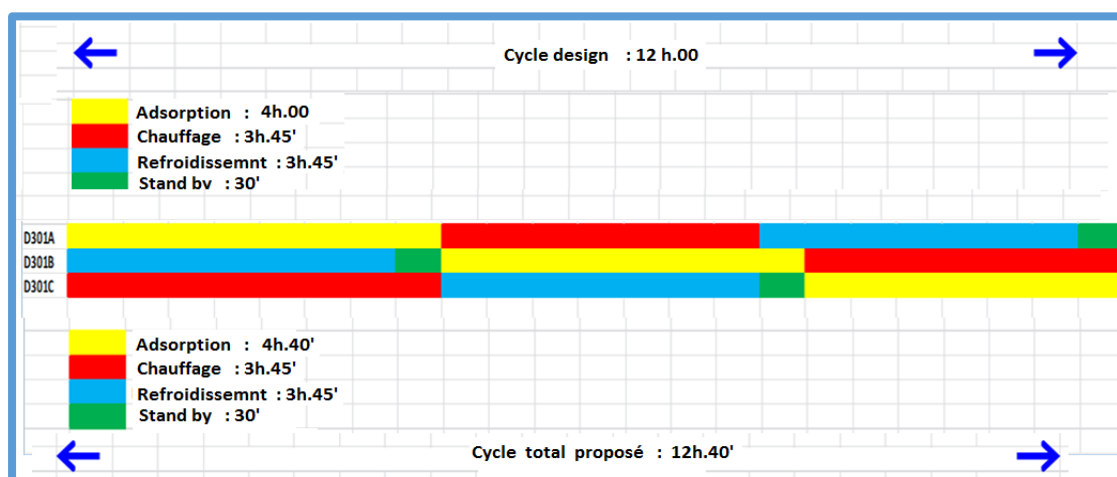 Cycle design : 12 h.00
Adsorption : 4h.00
Chauffage : 3h.45'
Refroidissemnt : 3h.45'
Stand by : 30'
D301A
D301B
D301C
Adsorption : 4h.40'
Chauffage : 3h.45'
Refroidissemnt : 3h.45'
Stand by : 30'
Cycle total proposé : 12h.40'